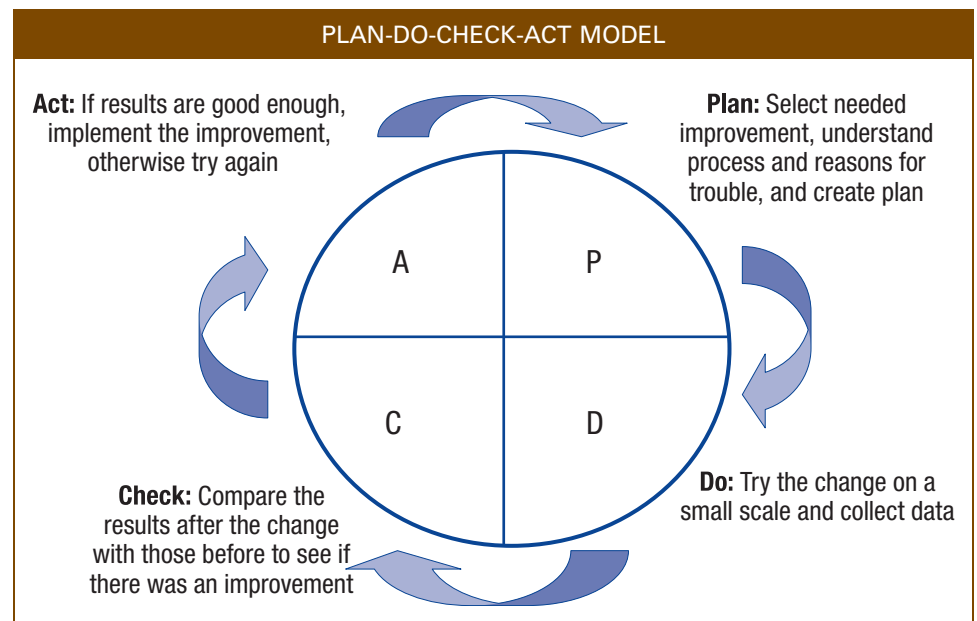 PLAN-DO-CHECK-ACT MODEL
Act: If results are good enough,
implement the improvement,
otherwise try again
Plan: Select needed
improvement, understand
process and reasons for
trouble, and create plan
A
P
C
D
Check: Compare the
results after the change
with those before to see if
there was an improvement
Do: Try the change on a
small scale and collect data